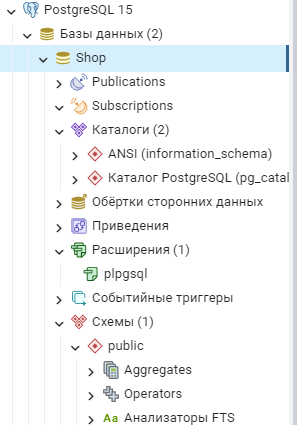 PostgreSQL 15
Базы данных (2)
Shop
Publications
Subscriptions
Каталоги (2)
ANSI (information_schema)
Каталог PostgreSQL (pg_catal
Обёртки сторонних данных
Приведения
Расширения (1)
plpgsql
Событийные триггеры
Схемы (1)
public
Aggregates
Operators
Aa Анализаторы FTS